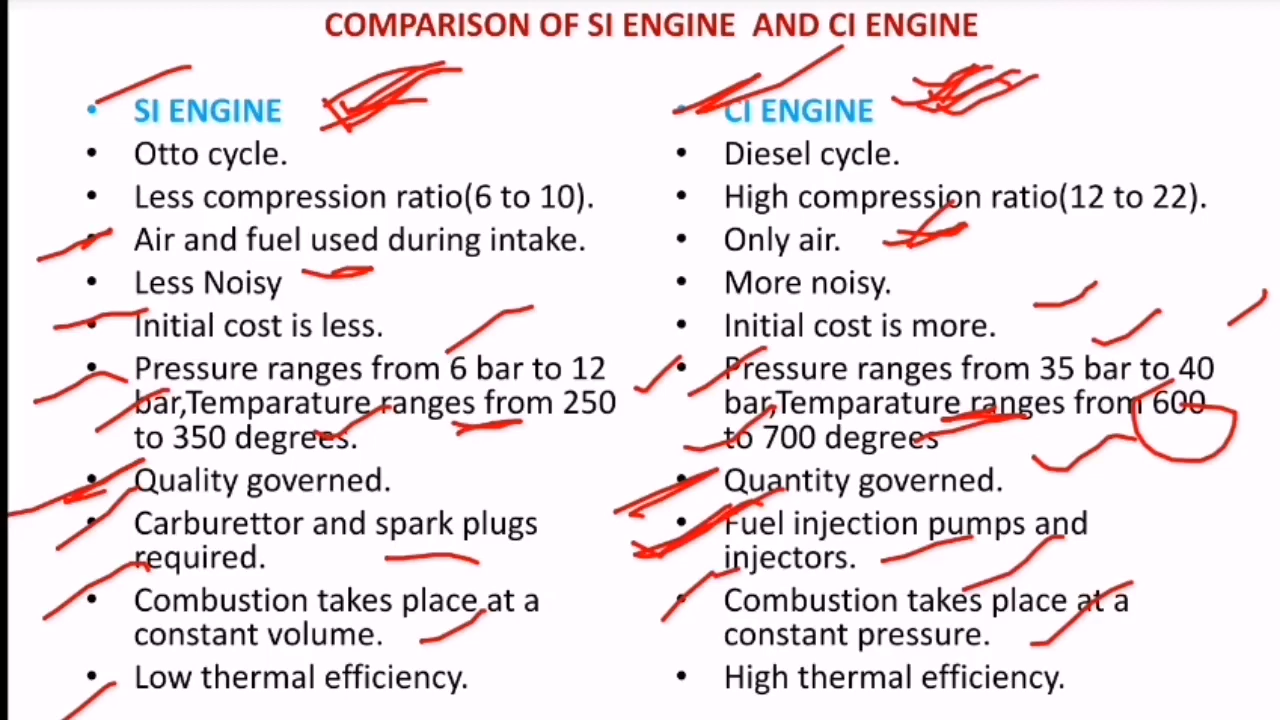 COMPARISON OF SI ENGINE AND CI ENGINE
• SI ENGINE
• Otto cycle.
• Less compression ratio(6 to 10).
• Air and fuel used during intake.
• Less Noisy
• Initial cost is less.
• Pressure ranges from 6 bar to 12
bar,Temparature ranges from 250
to 350 degrees.
• Quality governed.
• Carburettor and spark plugs
required.
• Combustion takes place at a
constant volume.
• Low thermal efficiency.
• CI ENGINE
• Diesel cycle.
• High compression ratio(12 to 22).
• Only air.
• More noisy.
• Initial cost is more.
• Pressure ranges from 35 bar to 40
bar,Temparature ranges from 600
to 700 degrees
• Quantity governed.
• Fuel injection pumps and
injectors.
• Combustion takes place at a
constant pressure.
• High thermal efficiency.